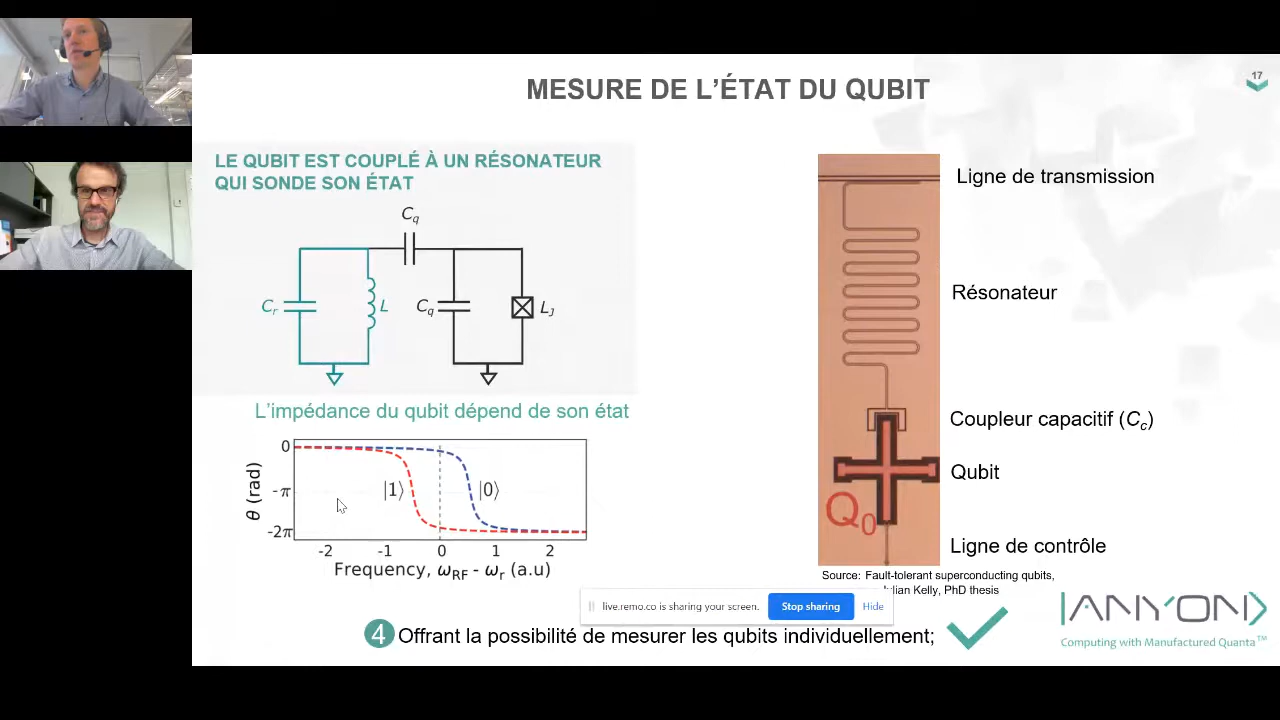 MESURE DE L'ÉTAT DU QUBIT
17
LE QUBIT EST COUPLÉ À UN RÉSONATEUR
QUI SONDE SON ÉTAT
Cq
Cr
L
Cq
LJ
L'impédance du qubit dépend de son état
θ (rad)
0
-π
-2π
|1⟩
|0⟩
-2 -1 0 1 2
Frequency, ωRF - ωr (a.u)
Ligne de transmission
Résonateur
Coupleur capacitif (Cc)
Qubit
Q0
Ligne de contrôle
Source: Fault-tolerant superconducting qubits,
Kelly, PhD thesis
live.remo.co is sharing your screen.
Stop sharing
Hide
4 Offrant la possibilité de mesurer les qubits individuellement;
|ANYON⟩
Computing with Manufactured Quanta™